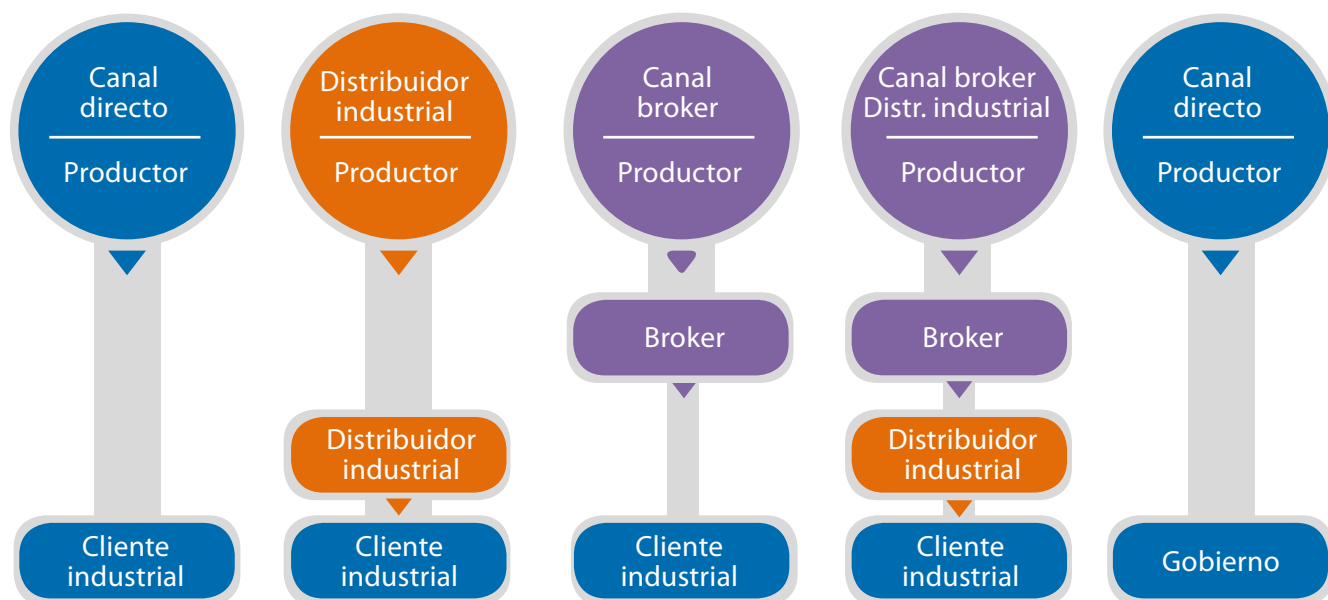 Canal
directo
Productor
Cliente
industrial
Distribuidor
industrial
Productor
Distribuidor
industrial
Cliente
industrial
Canal
broker
Productor
Broker
Cliente
industrial
Canal broker
Distr. industrial
Productor
Broker
Distribuidor
industrial
Cliente
industrial
Canal
directo
Productor
Gobierno